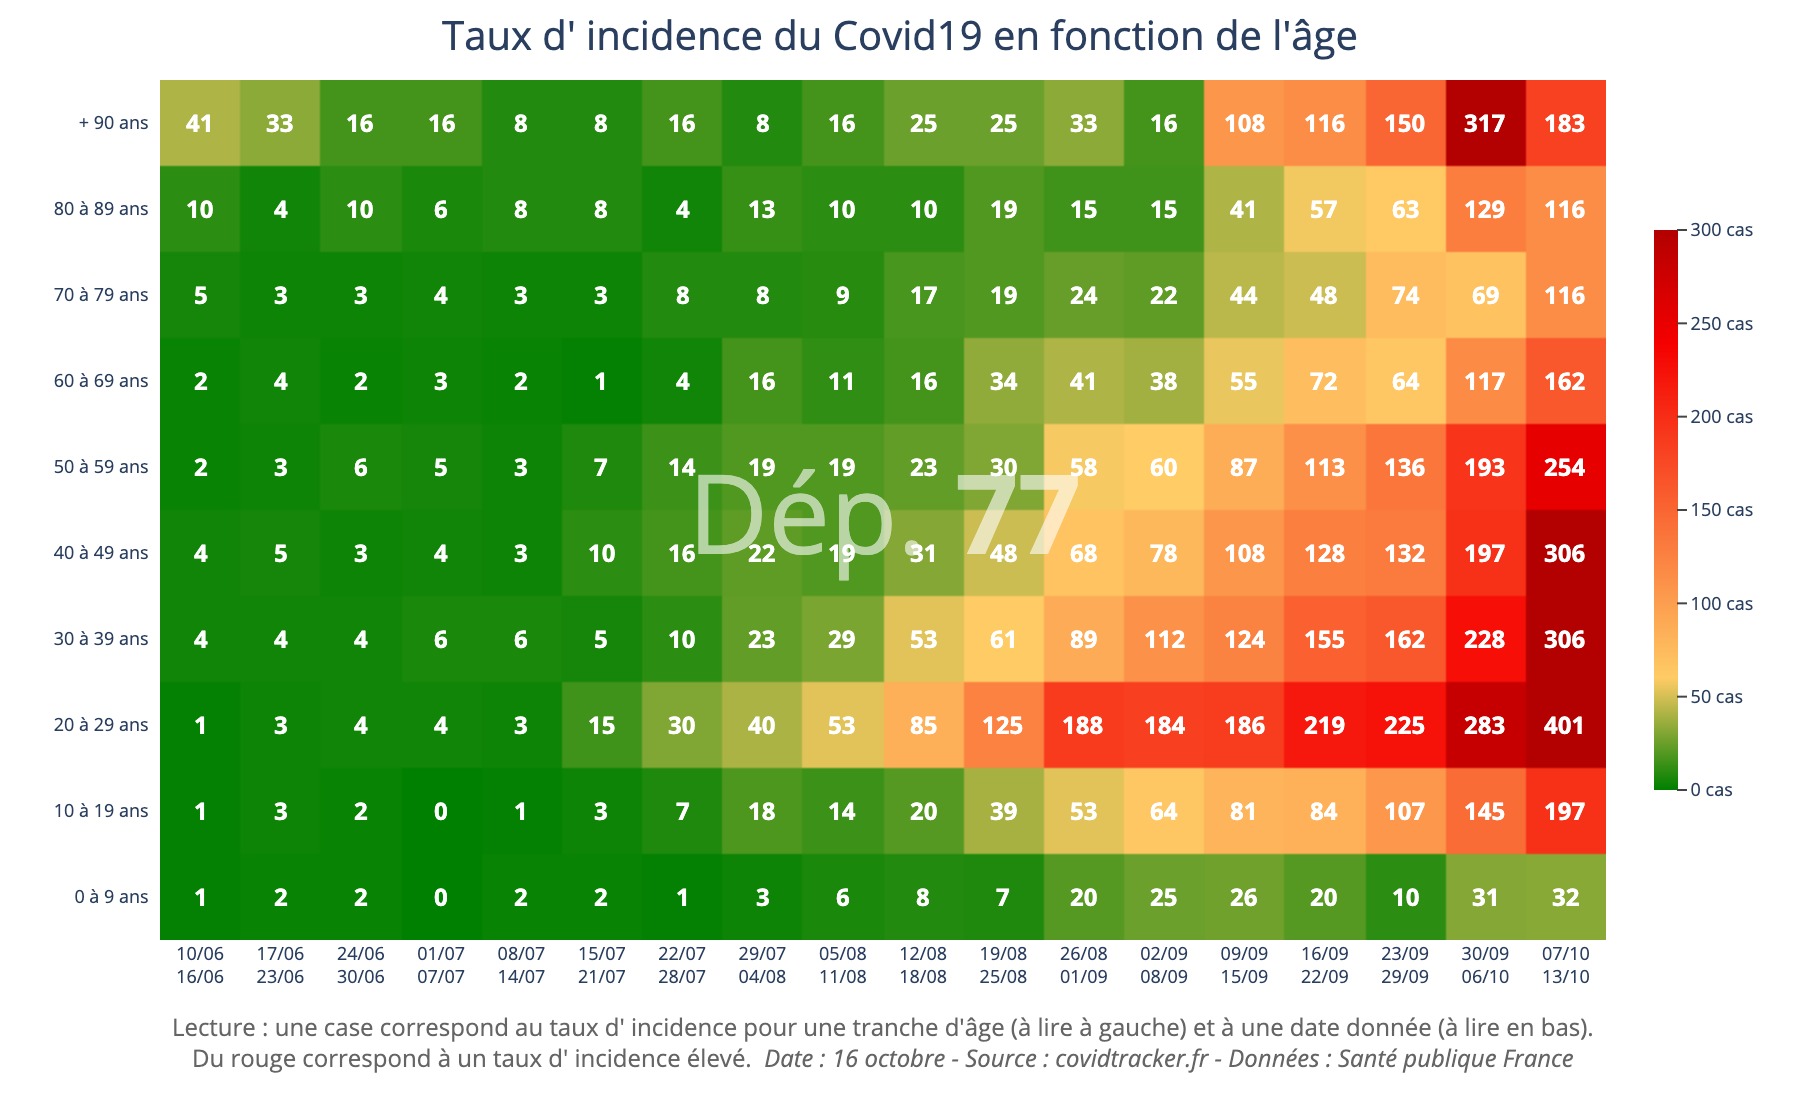 Taux d' incidence du Covid19 en fonction de l'âge
+ 90 ans 41 33 16 16 8 8 16 8 16 25 25 33 16 108 116 150 317 183
80 à 89 ans 10 4 10 6 8 8 4 13 10 10 19 15 15 41 57 63 129 116
70 à 79 ans 5 3 3 4 3 3 8 8 9 17 19 24 22 44 48 74 69 116
60 à 69 ans 2 4 2 3 2 1 4 16 11 16 34 41 38 55 72 64 117 162
50 à 59 ans 2 3 6 5 3 7 14 19 19 23 30 58 60 87 113 136 193 254
Dép. 77
40 à 49 ans 4 5 3 4 3 10 16 22 19 31 48 68 78 108 128 132 197 306
30 à 39 ans 4 4 4 6 6 5 10 23 29 53 61 89 112 124 155 162 228 306
20 à 29 ans 1 3 4 4 3 15 30 40 53 85 125 188 184 186 219 225 283 401
10 à 19 ans 1 3 2 0 1 3 7 18 14 20 39 53 64 81 84 107 145 197
0 à 9 ans 1 2 2 0 2 2 1 3 6 8 7 20 25 26 20 10 31 32
10/06 17/06 24/06 01/07 08/07 15/07 22/07 29/07 05/08 12/08 19/08 26/08 02/09 09/09 16/09 23/09 30/09 07/10
16/06 23/06 30/06 07/07 14/07 21/07 28/07 04/08 11/08 18/08 25/08 01/09 08/09 15/09 22/09 29/09 06/10 13/10
300 cas
250 cas
200 cas
150 cas
100 cas
50 cas
0 cas
Lecture : une case correspond au taux d' incidence pour une tranche d'âge (à lire à gauche) et à une date donnée (à lire en bas).
Du rouge correspond à un taux d' incidence élevé. Date : 16 octobre - Source : covidtracker.fr - Données : Santé publique France